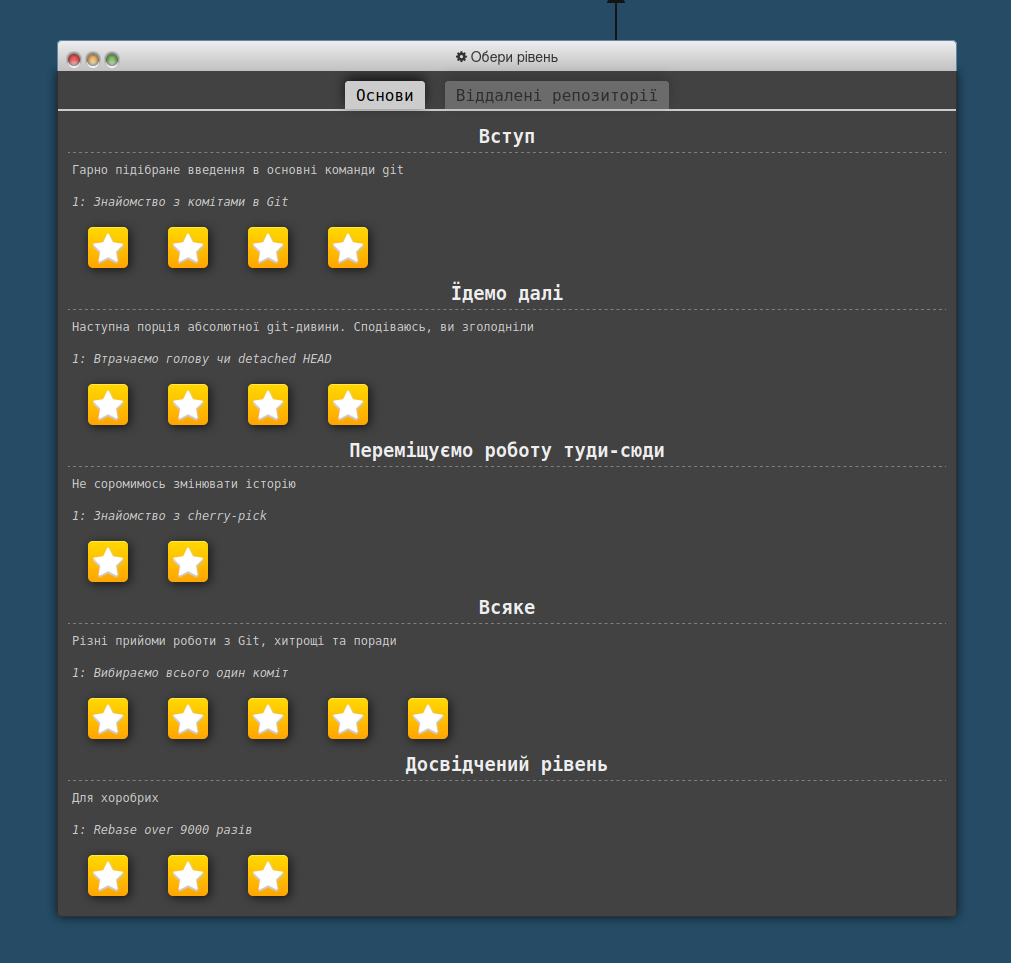 Обери рівень
Основи
Віддалені репозиторії
Вступ
Гарно підібране введення в основні команди git
1: Знайомство з комітами в Git
Їдемо далі
Наступна порція абсолютної git-дивини. Сподіваюсь, ви зголодніли
1: Втрачаємо голову чи detached HEAD
Переміщуємо роботу туди-сюди
Не соромимось змінювати історію
1: Знайомство з cherry-pick
Всяке
Різні прийоми роботи з Git, хитрощі та поради
1: Вибираємо всього один коміт
Досвідчений рівень
Для хоробрих
1: Rebase over 9000 разів